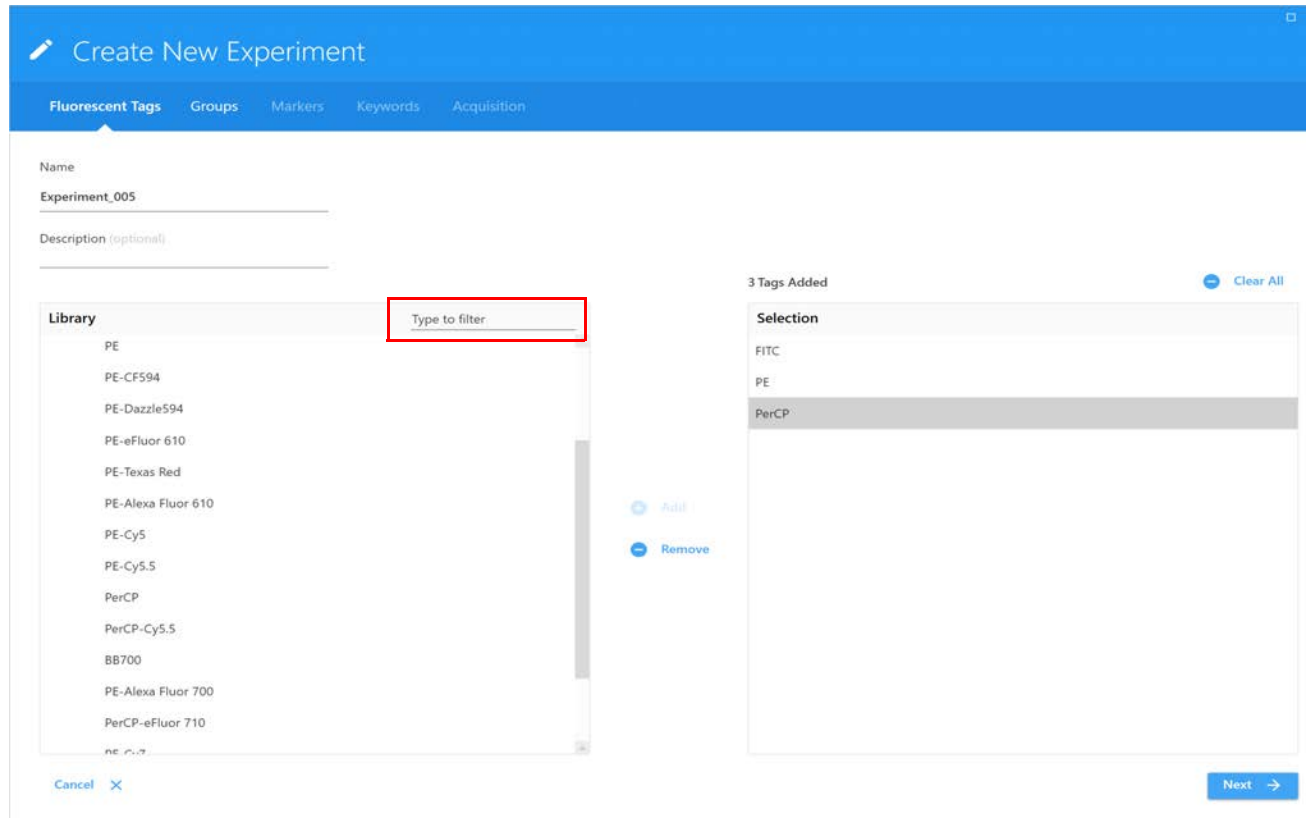 Create New Experiment
Fluorescent Tags Groups Markers Keywords Acquisition
Name
Experiment_005
Description (optional)
3 Tags Added Clear All
Library Type to filter
PE
PE-CF594
PE-Dazzle594
PE-eFluor 610
PE-Texas Red
PE-Alexa Fluor 610
PE-Cy5
PE-Cy5.5
PerCP
PerCP-Cy5.5
BB700
PE-Alexa Fluor 700
PerCP-eFluor 710
PE-Cy7
Add
Remove
Selection
FITC
PE
PerCP
Cancel
Next